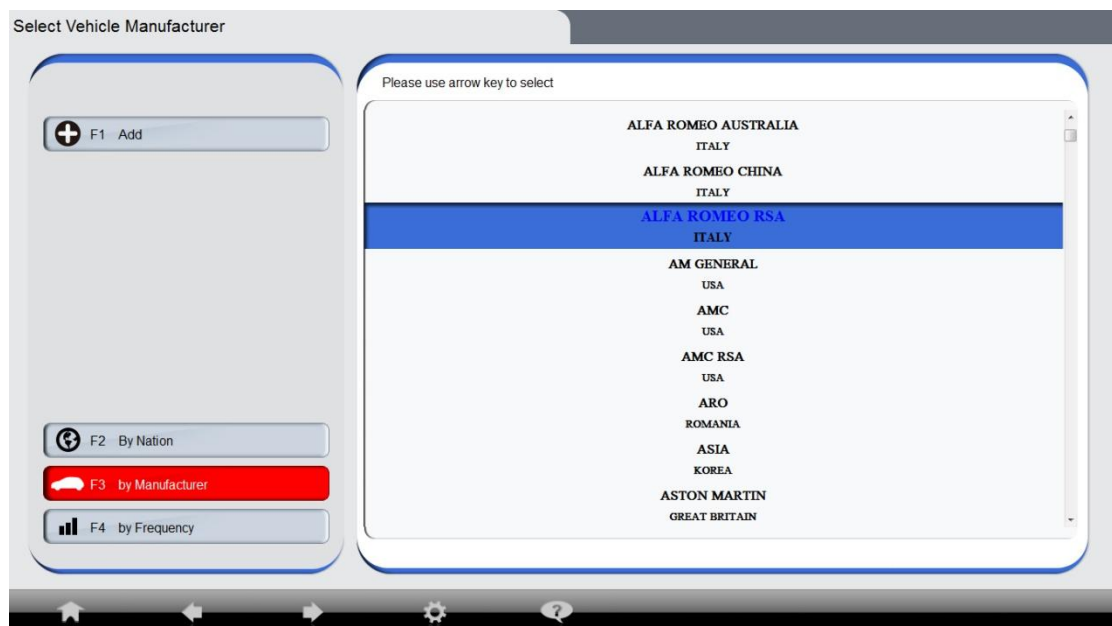 Select Vehicle Manufacturer
F1 Add
F2 By Nation
F3 by Manufacturer
F4 by Frequency
Please use arrow key to select
ALFA ROMEO AUSTRALIA
ITALY
ALFA ROMEO CHINA
ITALY
ALFA ROMEO RSA
ITALY
AM GENERAL
USA
AMC
USA
AMC RSA
USA
ARO
ROMANIA
ASIA
KOREA
ASTON MARTIN
GREAT BRITAIN
?